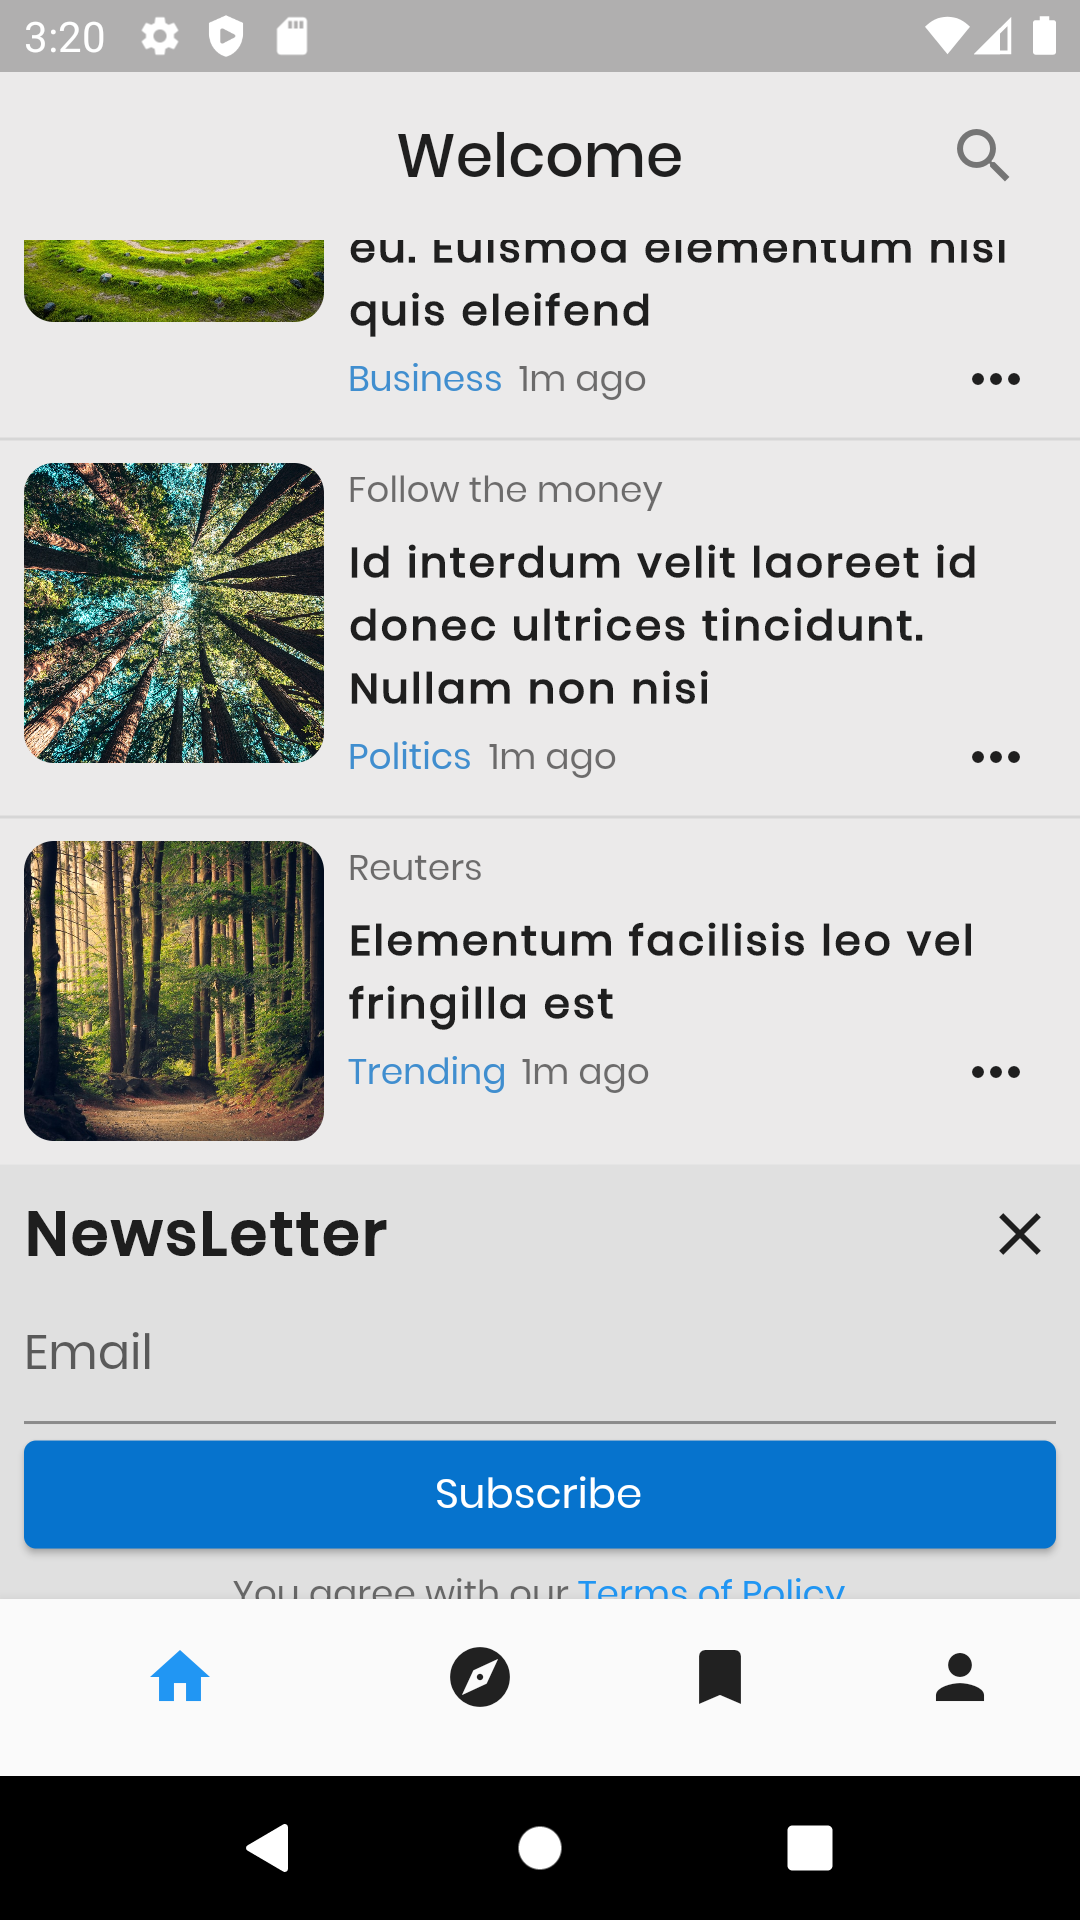 3:20
Welcome
eu. Euismod elementum nisi
quis eleifend
Business 1m ago
Follow the money
Id interdum velit laoreet id
donec ultrices tincidunt.
Nullam non nisi
Politics 1m ago
Reuters
Elementum facilisis leo vel
fringilla est
Trending 1m ago
NewsLetter
Email
Subscribe
You agree with our Terms of Policy